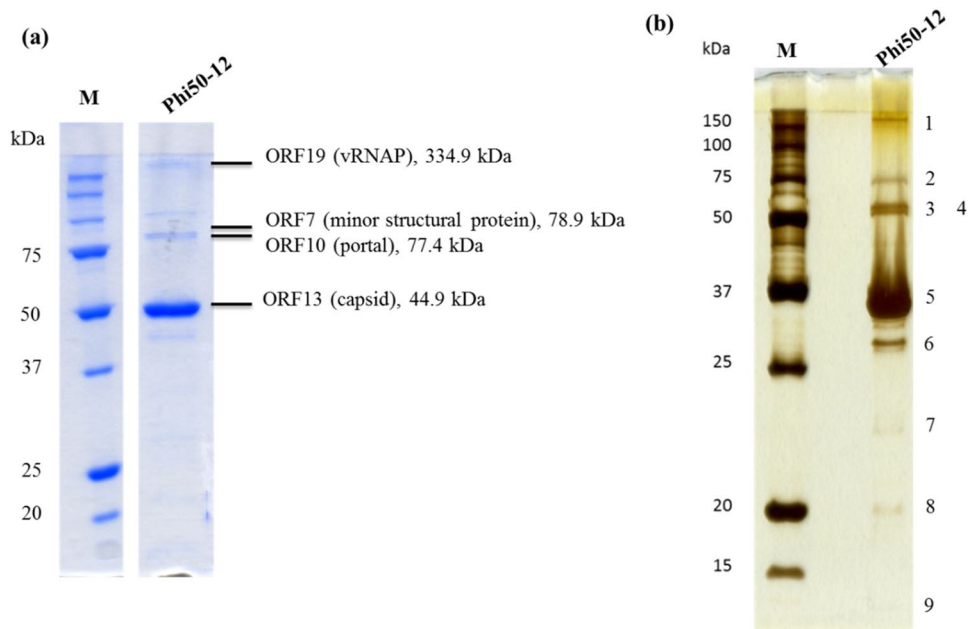 (a)
M
Phi50-12
kDa
75
50
37
25
20
ORF19 (vRNAP), 334.9 kDa
ORF7 (minor structural protein), 78.9 kDa
ORF10 (portal), 77.4 kDa
ORF13 (capsid), 44.9 kDa
(b)
kDa
M
Phi50-12
150
100
75
50
37
25
20
15
1
2
3 4
5
6
7
8
9